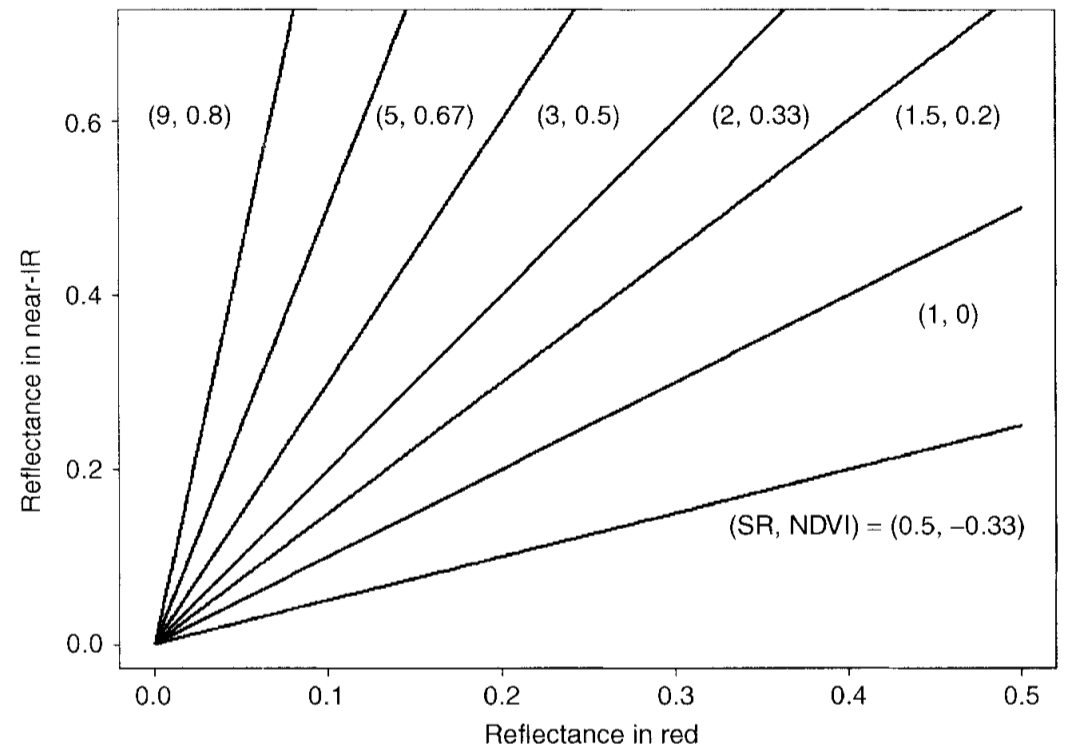 (9, 0.8) (5, 0.67) (3, 0.5) (2, 0.33) (1.5, 0.2)
0.6
0.4
(1, 0)
0.2
(SR, NDVI) = (0.5, –0.33)
0.0
Reflectance in near-IR
0.0 0.1 0.2 0.3 0.4 0.5
Reflectance in red